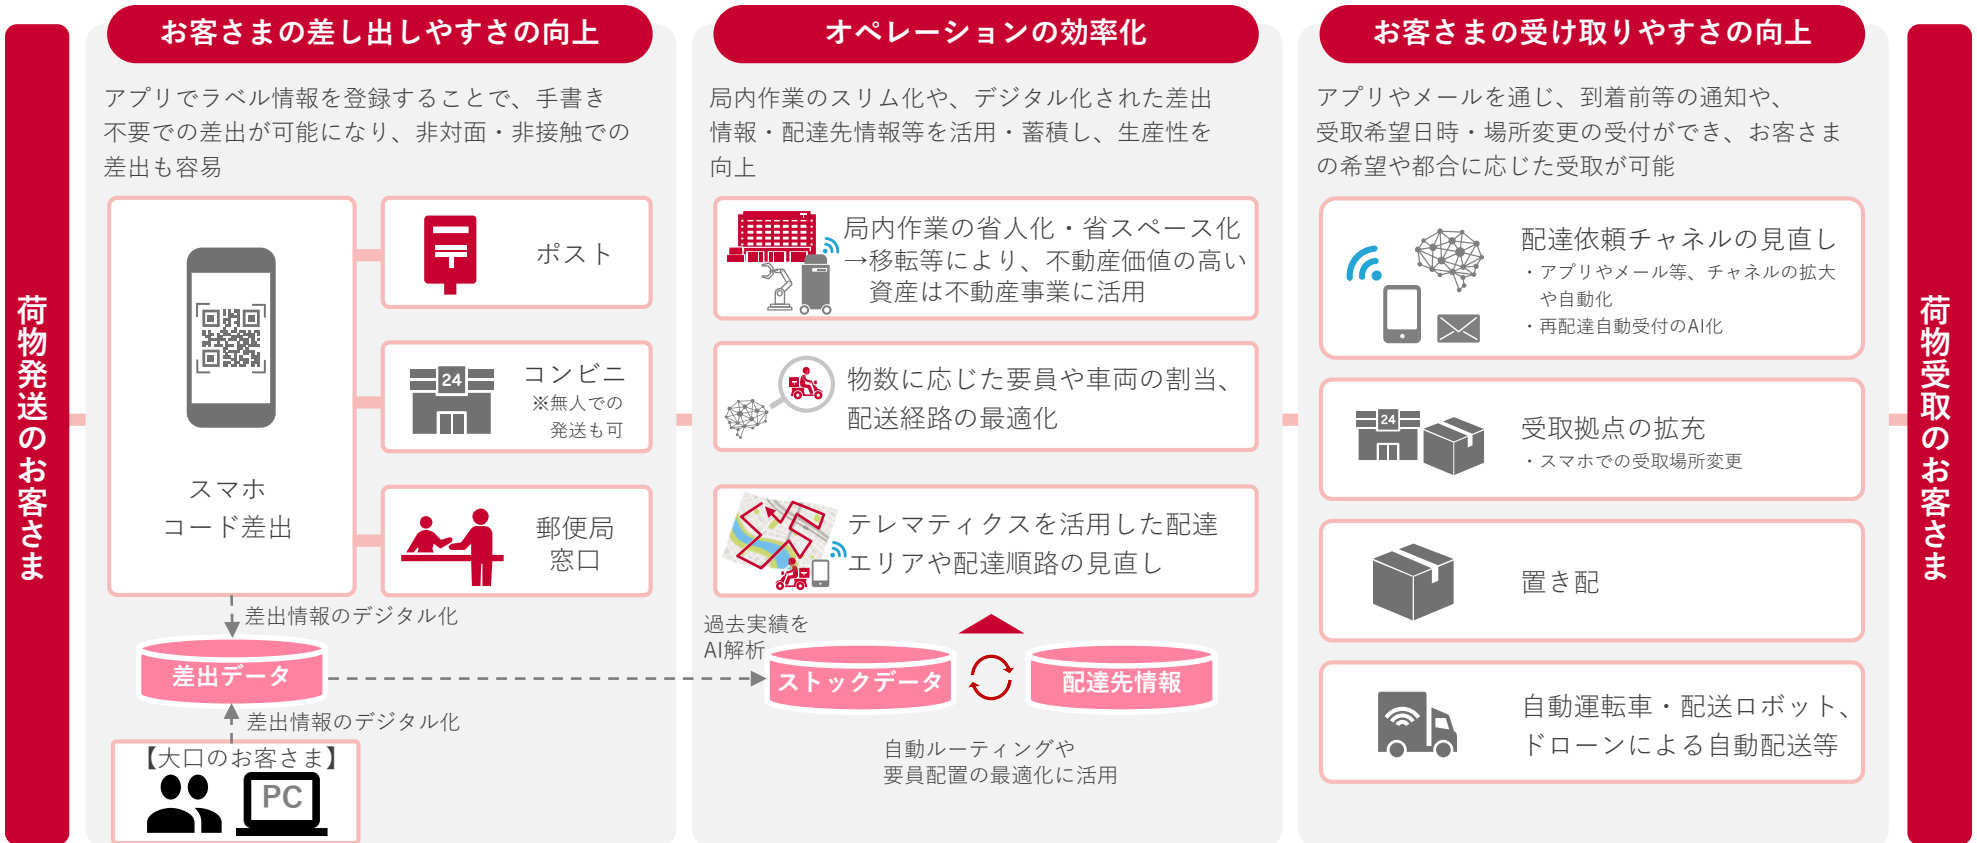 荷物発送のお客さま
お客さまの差し出しやすさの向上
アプリでラベル情報を登録することで、手書き
不要での差出が可能になり、非対面・非接触での
差出も容易
スマホ
コード差出
ポスト
24
コンビニ
※無人での
発送も可
郵便局
窓口
差出情報のデジタル化
差出データ
差出情報のデジタル化
【大口のお客さま】
PC
オペレーションの効率化
局内作業のスリム化や、デジタル化された差出
情報・配達先情報等を活用・蓄積し、生産性を
向上
局内作業の省人化・省スペース化
→移転等により、不動産価値の高い
資産は不動産事業に活用
物数に応じた要員や車両の割当、
配送経路の最適化
テレマティクスを活用した配達
エリアや配達順路の見直し
過去実績を
AI解析
ストックデータ
配達先情報
自動ルーティングや
要員配置の最適化に活用
お客さまの受け取りやすさの向上
アプリやメールを通じ、到着前等の通知や、
受取希望日時・場所変更の受付ができ、お客さま
の希望や都合に応じた受取が可能
配達依頼チャネルの見直し
・アプリやメール等、チャネルの拡大
や自動化
・再配達自動受付のAI化
24
受取拠点の拡充
・スマホでの受取場所変更
置き配
自動運転車・配送ロボット、
ドローンによる自動配送等
荷物受取のお客さま